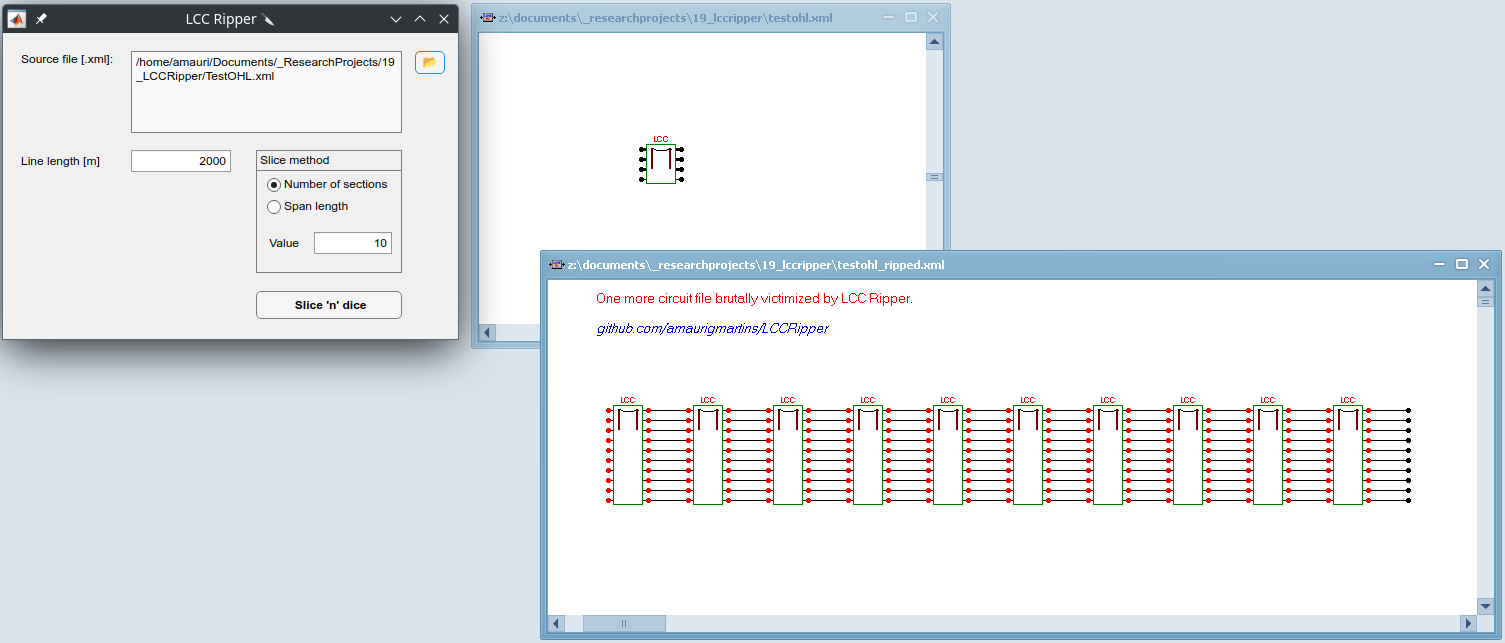 LCC Ripper
Source file [.xml]:
/home/amauri/Documents/_ResearchProjects/19
_LCCRipper/TestOHL.xml
Line length [m]
2000
Slice method
Number of sections
Span length
Value
10
Slice 'n' dice
z:\documents\_researchprojects\19_lccripper\testohl.xml
LCC
z:\documents\_researchprojects\19_lccripper\testohl_ripped.xml
One more circuit file brutally victimized by LCC Ripper.
github.com/amaurigmartins/LCCRipper
LCC LCC LCC LCC LCC LCC LCC LCC LCC LCC